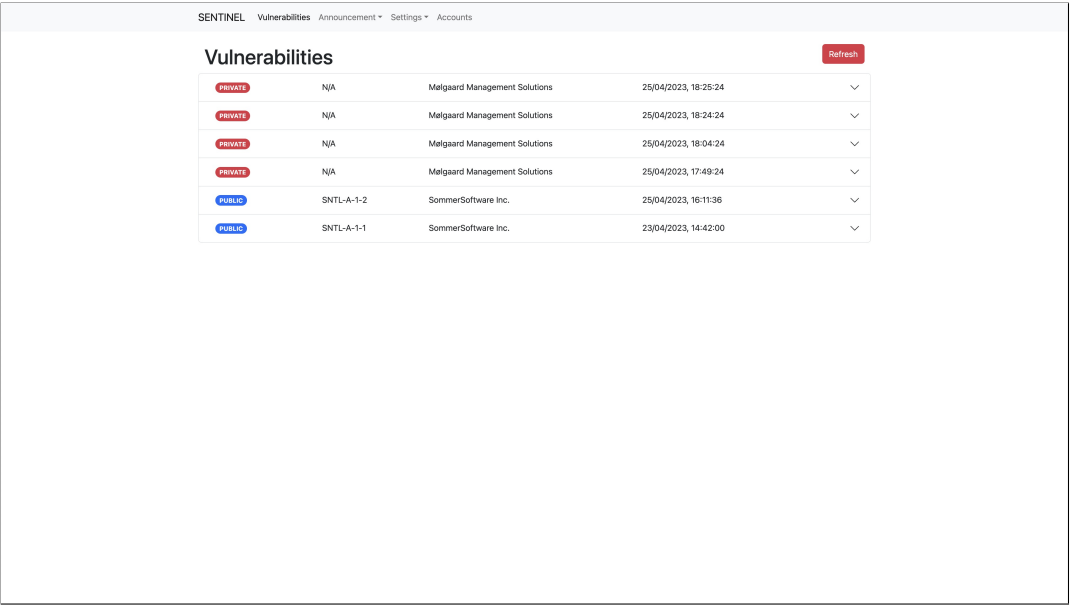 SENTINEL Vulnerabilities Announcement Settings Accounts
Vulnerabilities Refresh
PRIVATE N/A Mølgaard Management Solutions 25/04/2023, 18:25:24
PRIVATE N/A Mølgaard Management Solutions 25/04/2023, 18:24:24
PRIVATE N/A Mølgaard Management Solutions 25/04/2023, 18:04:24
PRIVATE N/A Mølgaard Management Solutions 25/04/2023, 17:49:24
PUBLIC SNTL-A-1-2 SommerSoftware Inc. 25/04/2023, 16:11:36
PUBLIC SNTL-A-1-1 SommerSoftware Inc. 23/04/2023, 14:42:00